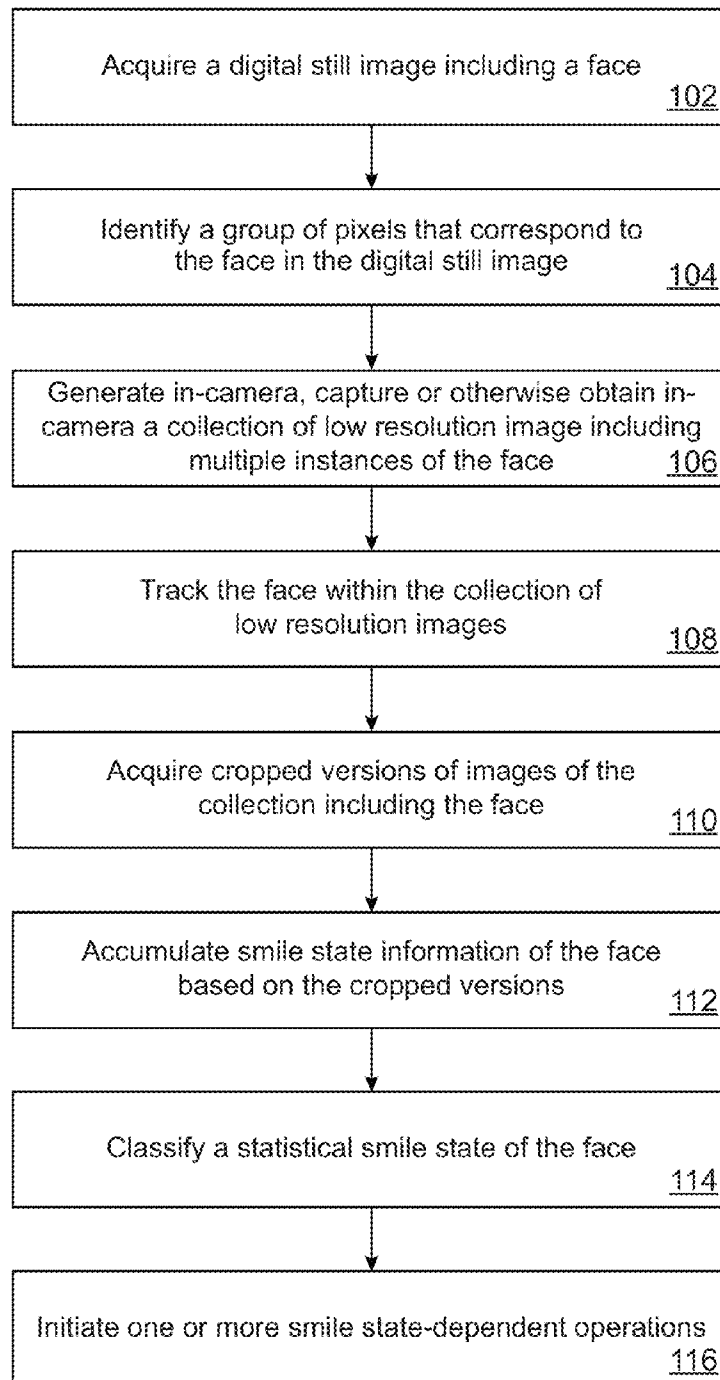 Acquire a digital still image including a face
102
Identify a group of pixels that correspond to
the face in the digital still image
104
Generate in-camera, capture or otherwise obtain in-
camera a collection of low resolution image including
multiple instances of the face
106
Track the face within the collection of
low resolution images
108
Acquire cropped versions of images of the
collection including the face
110
Accumulate smile state information of the face
based on the cropped versions
112
Classify a statistical smile state of the face
114
Initiate one or more smile state-dependent operations
116